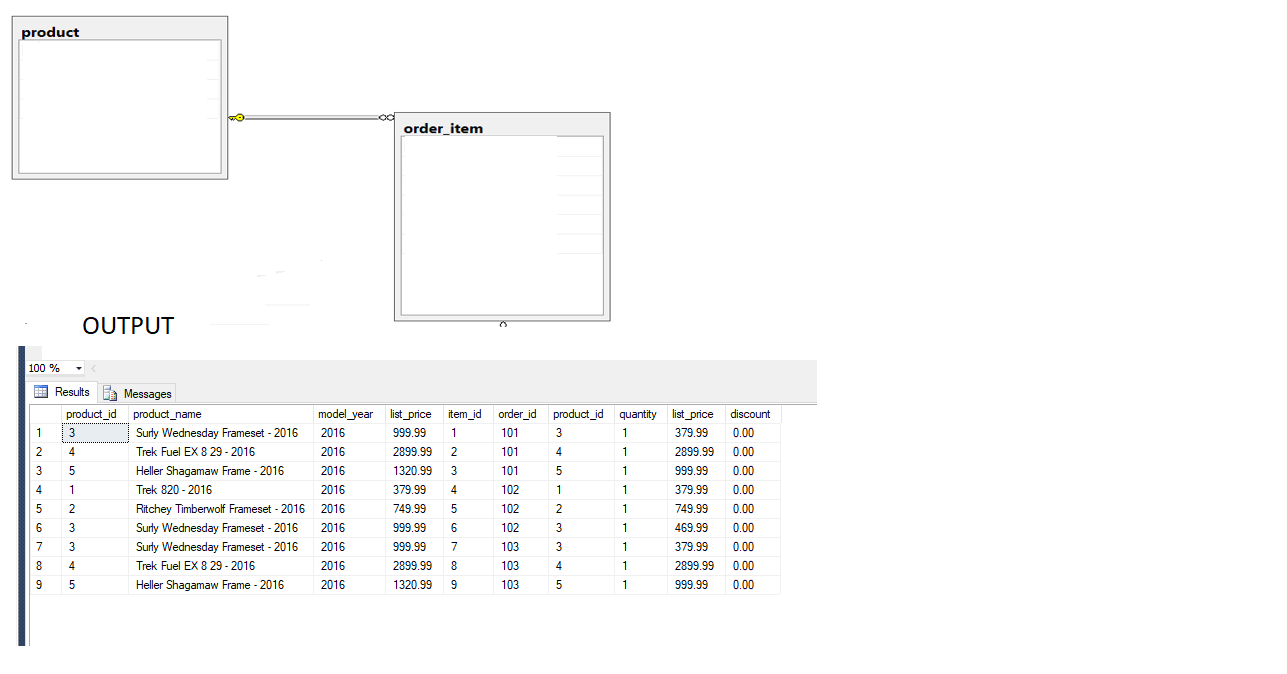 product
order_item
OUTPUT
100 %
Results Messages
product_id product_name model_year list_price item_id order_id product_id quantity list_price discount
1 3 Surly Wednesday Frameset - 2016 2016 999.99 1 101 3 1 379.99 0.00
2 4 Trek Fuel EX 8 29 - 2016 2016 2899.99 2 101 4 1 2899.99 0.00
3 5 Heller Shagamaw Frame - 2016 2016 1320.99 3 101 5 1 999.99 0.00
4 1 Trek 820 - 2016 2016 379.99 4 102 1 1 379.99 0.00
5 2 Ritchey Timberwolf Frameset - 2016 2016 749.99 5 102 2 1 749.99 0.00
6 3 Surly Wednesday Frameset - 2016 2016 999.99 6 102 3 1 469.99 0.00
7 3 Surly Wednesday Frameset - 2016 2016 999.99 7 103 3 1 379.99 0.00
8 4 Trek Fuel EX 8 29 - 2016 2016 2899.99 8 103 4 1 2899.99 0.00
9 5 Heller Shagamaw Frame - 2016 2016 1320.99 9 103 5 1 999.99 0.00